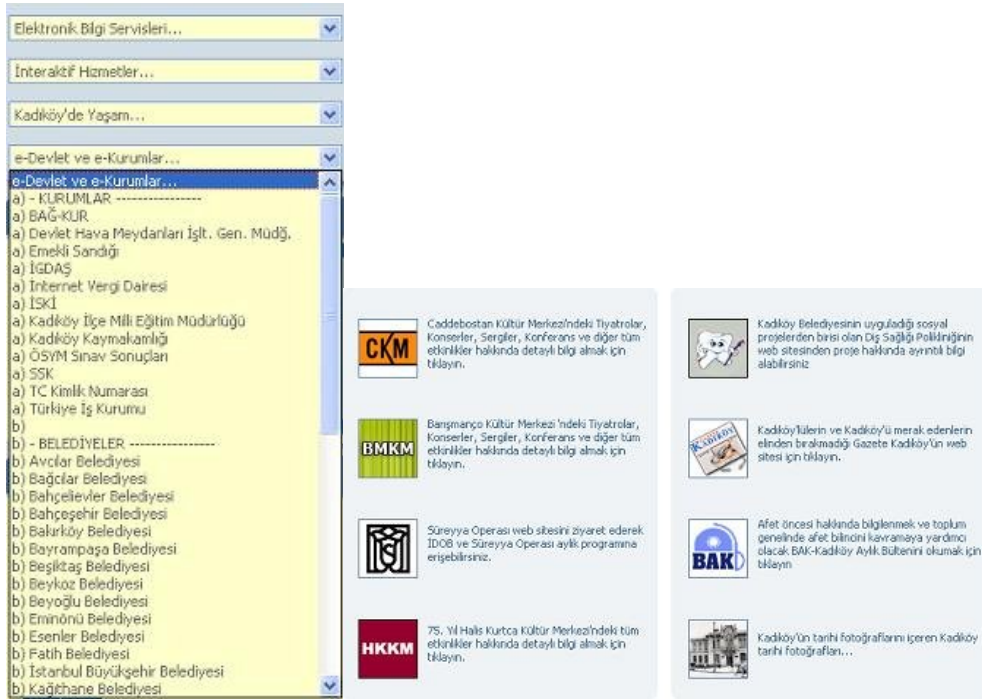 Elektronik Bilgi Servisleri...
İnteraktif Hizmetler...
Kadıköy'de Yaşam...
e-Devlet ve e-Kurumlar...
e-Devlet ve e-Kurumlar...
a) - KURUMLAR ----------------
a) BAĞ-KUR
a) Devlet Hava Meydanları İşlt. Gen. Müdğ.
a) Emekli Sandığı
a) İGDAŞ
a) İnternet Vergi Dairesi
a) İSKİ
a) Kadıköy İlçe Milli Eğitim Müdürlüğü
a) Kadıköy Kaymakamlığı
a) ÖSYM Sınav Sonuçları
a) SSK
a) TC Kimlik Numarası
a) Türkiye İş Kurumu
b)
b) - BELEDİYELER ----------------
b) Avcılar Belediyesi
b) Bağcılar Belediyesi
b) Bahçelievler Belediyesi
b) Bahçeşehir Belediyesi
b) Bakırköy Belediyesi
b) Bayrampaşa Belediyesi
b) Beşiktaş Belediyesi
b) Beykoz Belediyesi
b) Beyoğlu Belediyesi
b) Eminönü Belediyesi
b) Esenler Belediyesi
b) Fatih Belediyesi
b) İstanbul Büyükşehir Belediyesi
b) Kağıthane Belediyesi
CKM
Caddebostan Kültür Merkezi'ndeki Tiyatrolar,
Konserler, Sergiler, Konferans ve diğer tüm
etkinlikler hakkında detaylı bilgi almak için
tıklayın.
BMKM
Barışmanço Kültür Merkezi 'ndeki Tiyatrolar,
Konserler, Sergiler, Konferans ve diğer tüm
etkinlikler hakkında detaylı bilgi almak için
tıklayın.
Süreyya Operası web sitesini ziyaret ederek
İDOB ve Süreyya Operası aylık programına
erişebilirsiniz.
HKKM
75. Yıl Halis Kurtca Kültür Merkezi'ndeki tüm
etkinlikler hakkında detaylı bilgi almak için
tıklayın.
Kadıköy Belediyesinin uyguladığı sosyal
projelerden birisi olan Diş Sağlığı Polikliniğinin
web sitesinden proje hakkında ayrıntılı bilgi
alabilirsiniz
KADIKÖY
Kadıköy'lülerin ve Kadıköy'ü merak edenlerin
elinden bırakmadığı Gazete Kadıköy'ün web
sitesi için tıklayın.
BAK
Afet öncesi hakkında bilgilenmek ve toplum
genelinde afet bilincini kavramaya yardımcı
olacak BAK-Kadıköy Aylık Bültenini okumak için
tıklayın
Kadıköy'ün tarihi fotoğraflarını içeren Kadıköy
tarihi fotoğrafları...